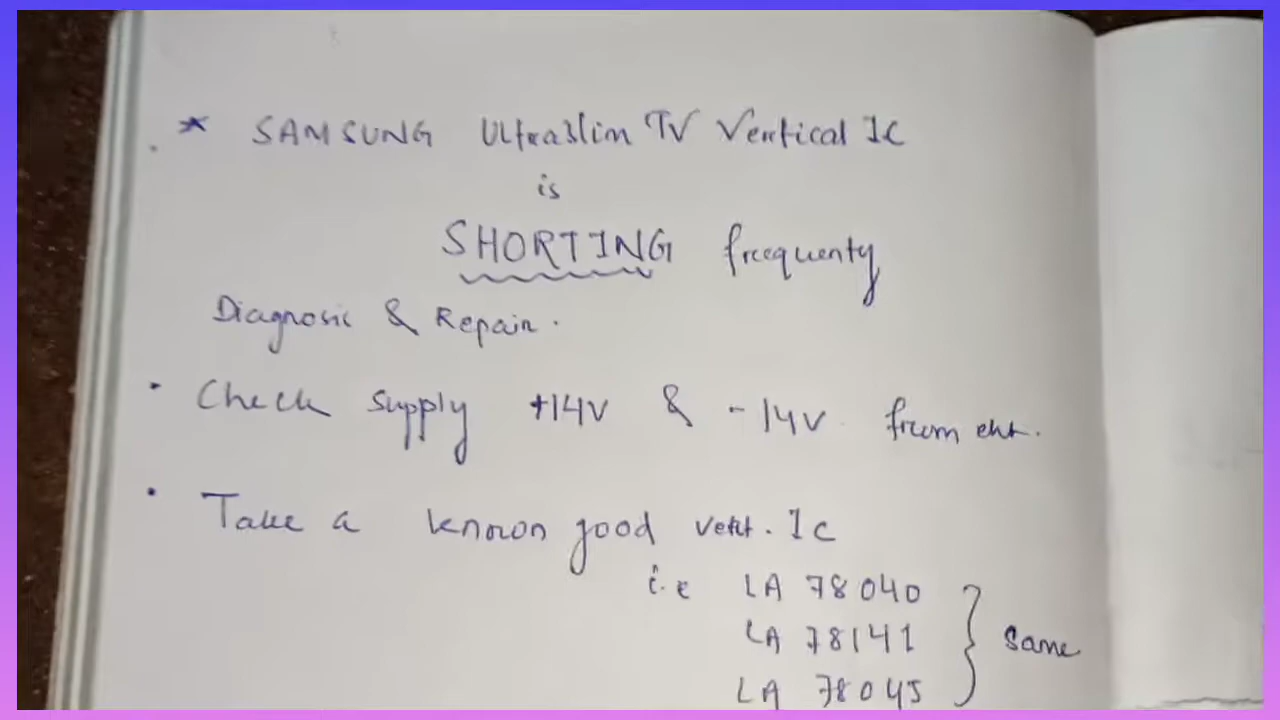 * SAMSUNG Ultraslim TV Vertical IC
is
SHORTING frequenty
Diagnosis & Repair.
• Check supply +14V & -14V from eht.
• Take a known good Vert. IC
i.e LA 78040
LA 78141
LA 78045
} Same